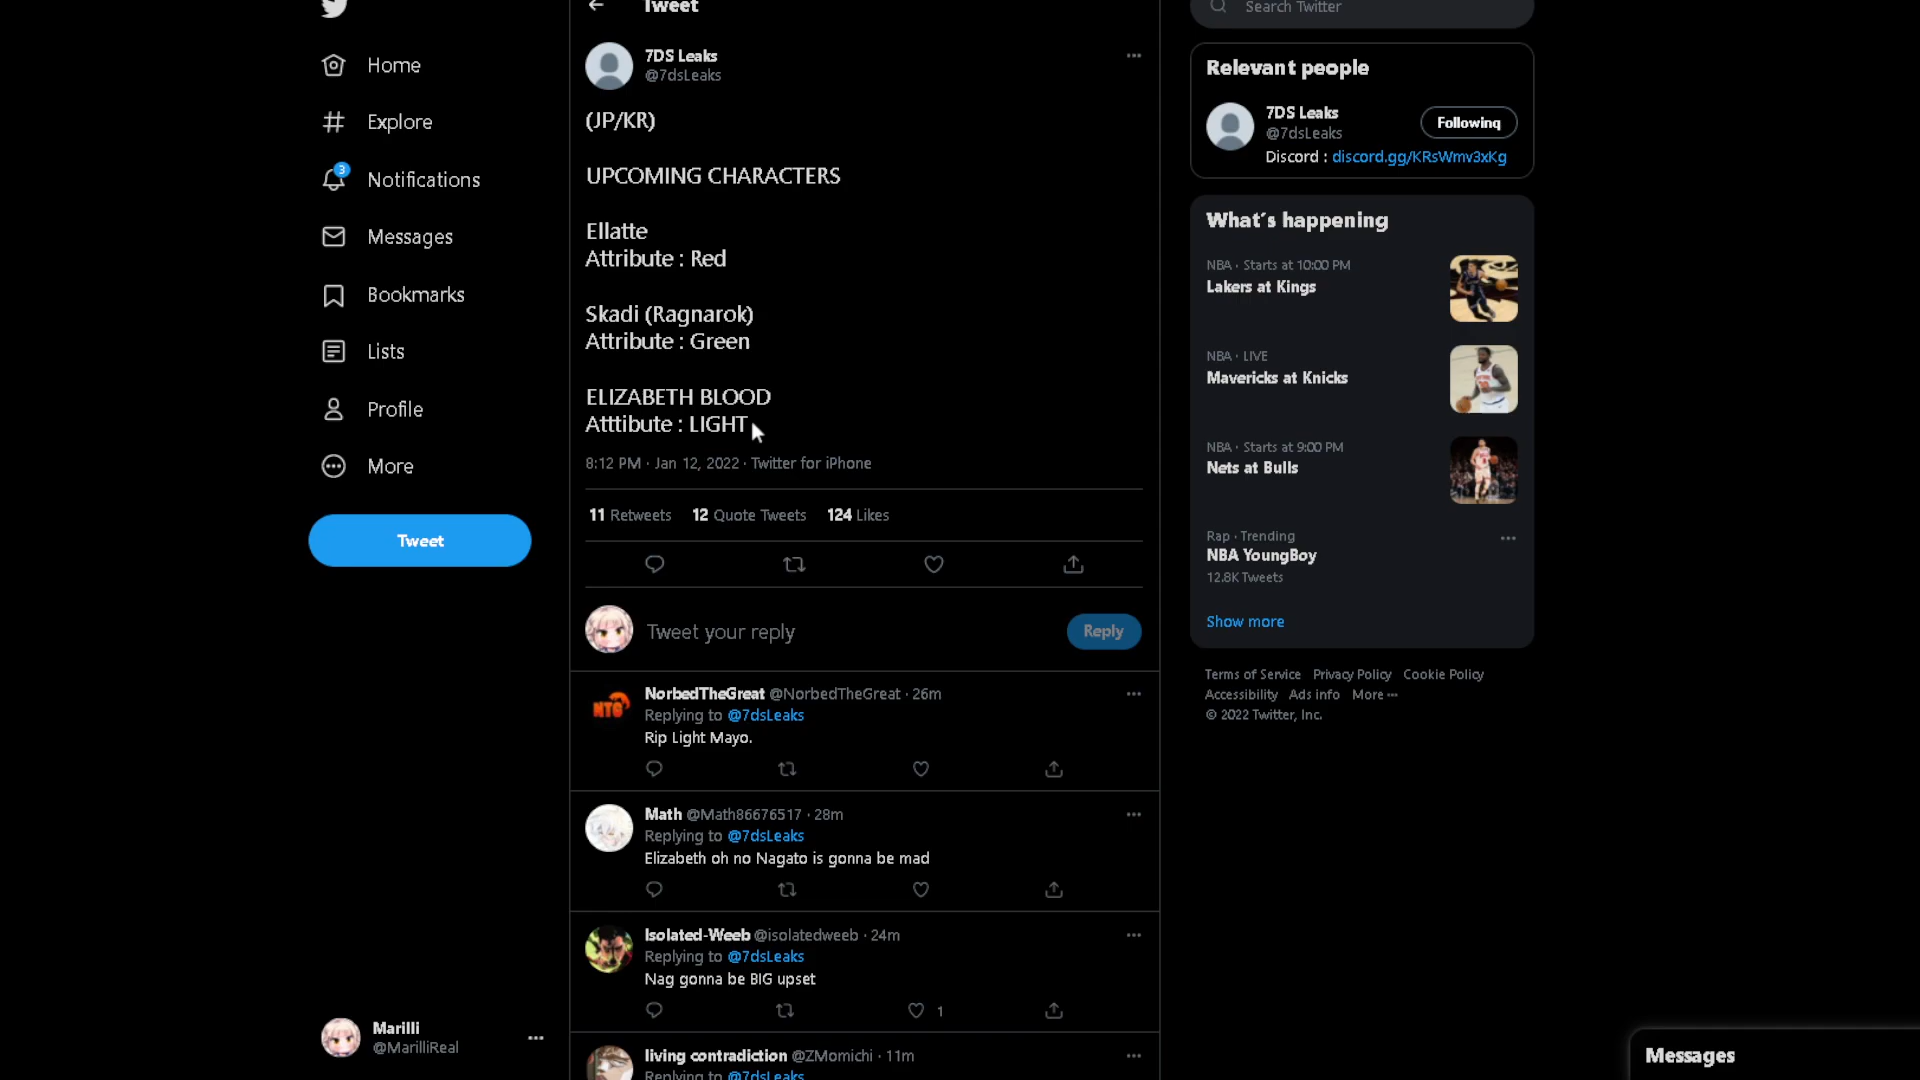 Home
Explore
3
Notifications
Messages
Bookmarks
Lists
Profile
More
Tweet
Marilli
@MarilliReal
Tweet
7DS Leaks
@7dsLeaks
(JP/KR)
UPCOMING CHARACTERS
Ellatte
Attribute : Red
Skadi (Ragnarok)
Attribute : Green
ELIZABETH BLOOD
Atttibute : LIGHT
8:12 PM · Jan 12, 2022 · Twitter for iPhone
11 Retweets 12 Quote Tweets 124 Likes
Tweet your reply
Reply
NTG
NorbedTheGreat @NorbedTheGreat · 26m
Replying to @7dsLeaks
Rip Light Mayo.
Math @Math86676517 · 28m
Replying to @7dsLeaks
Elizabeth oh no Nagato is gonna be mad
Isolated-Weeb @isolatedweeb · 24m
Replying to @7dsLeaks
Nag gonna be BIG upset
1
living contradiction @ZMomichi · 11m
Replying to @7dsLeaks
Search Twitter
Relevant people
7DS Leaks
@7dsLeaks
Following
Discord : discord.gg/KRsWmv3xKg
What's happening
NBA · Starts at 10:00 PM
Lakers at Kings
NBA · LIVE
Mavericks at Knicks
NBA · Starts at 9:00 PM
Nets at Bulls
Rap · Trending
NBA YoungBoy
12.8K Tweets
Show more
Terms of Service Privacy Policy Cookie Policy
Accessibility Ads info More ···
© 2022 Twitter, Inc.
Messages